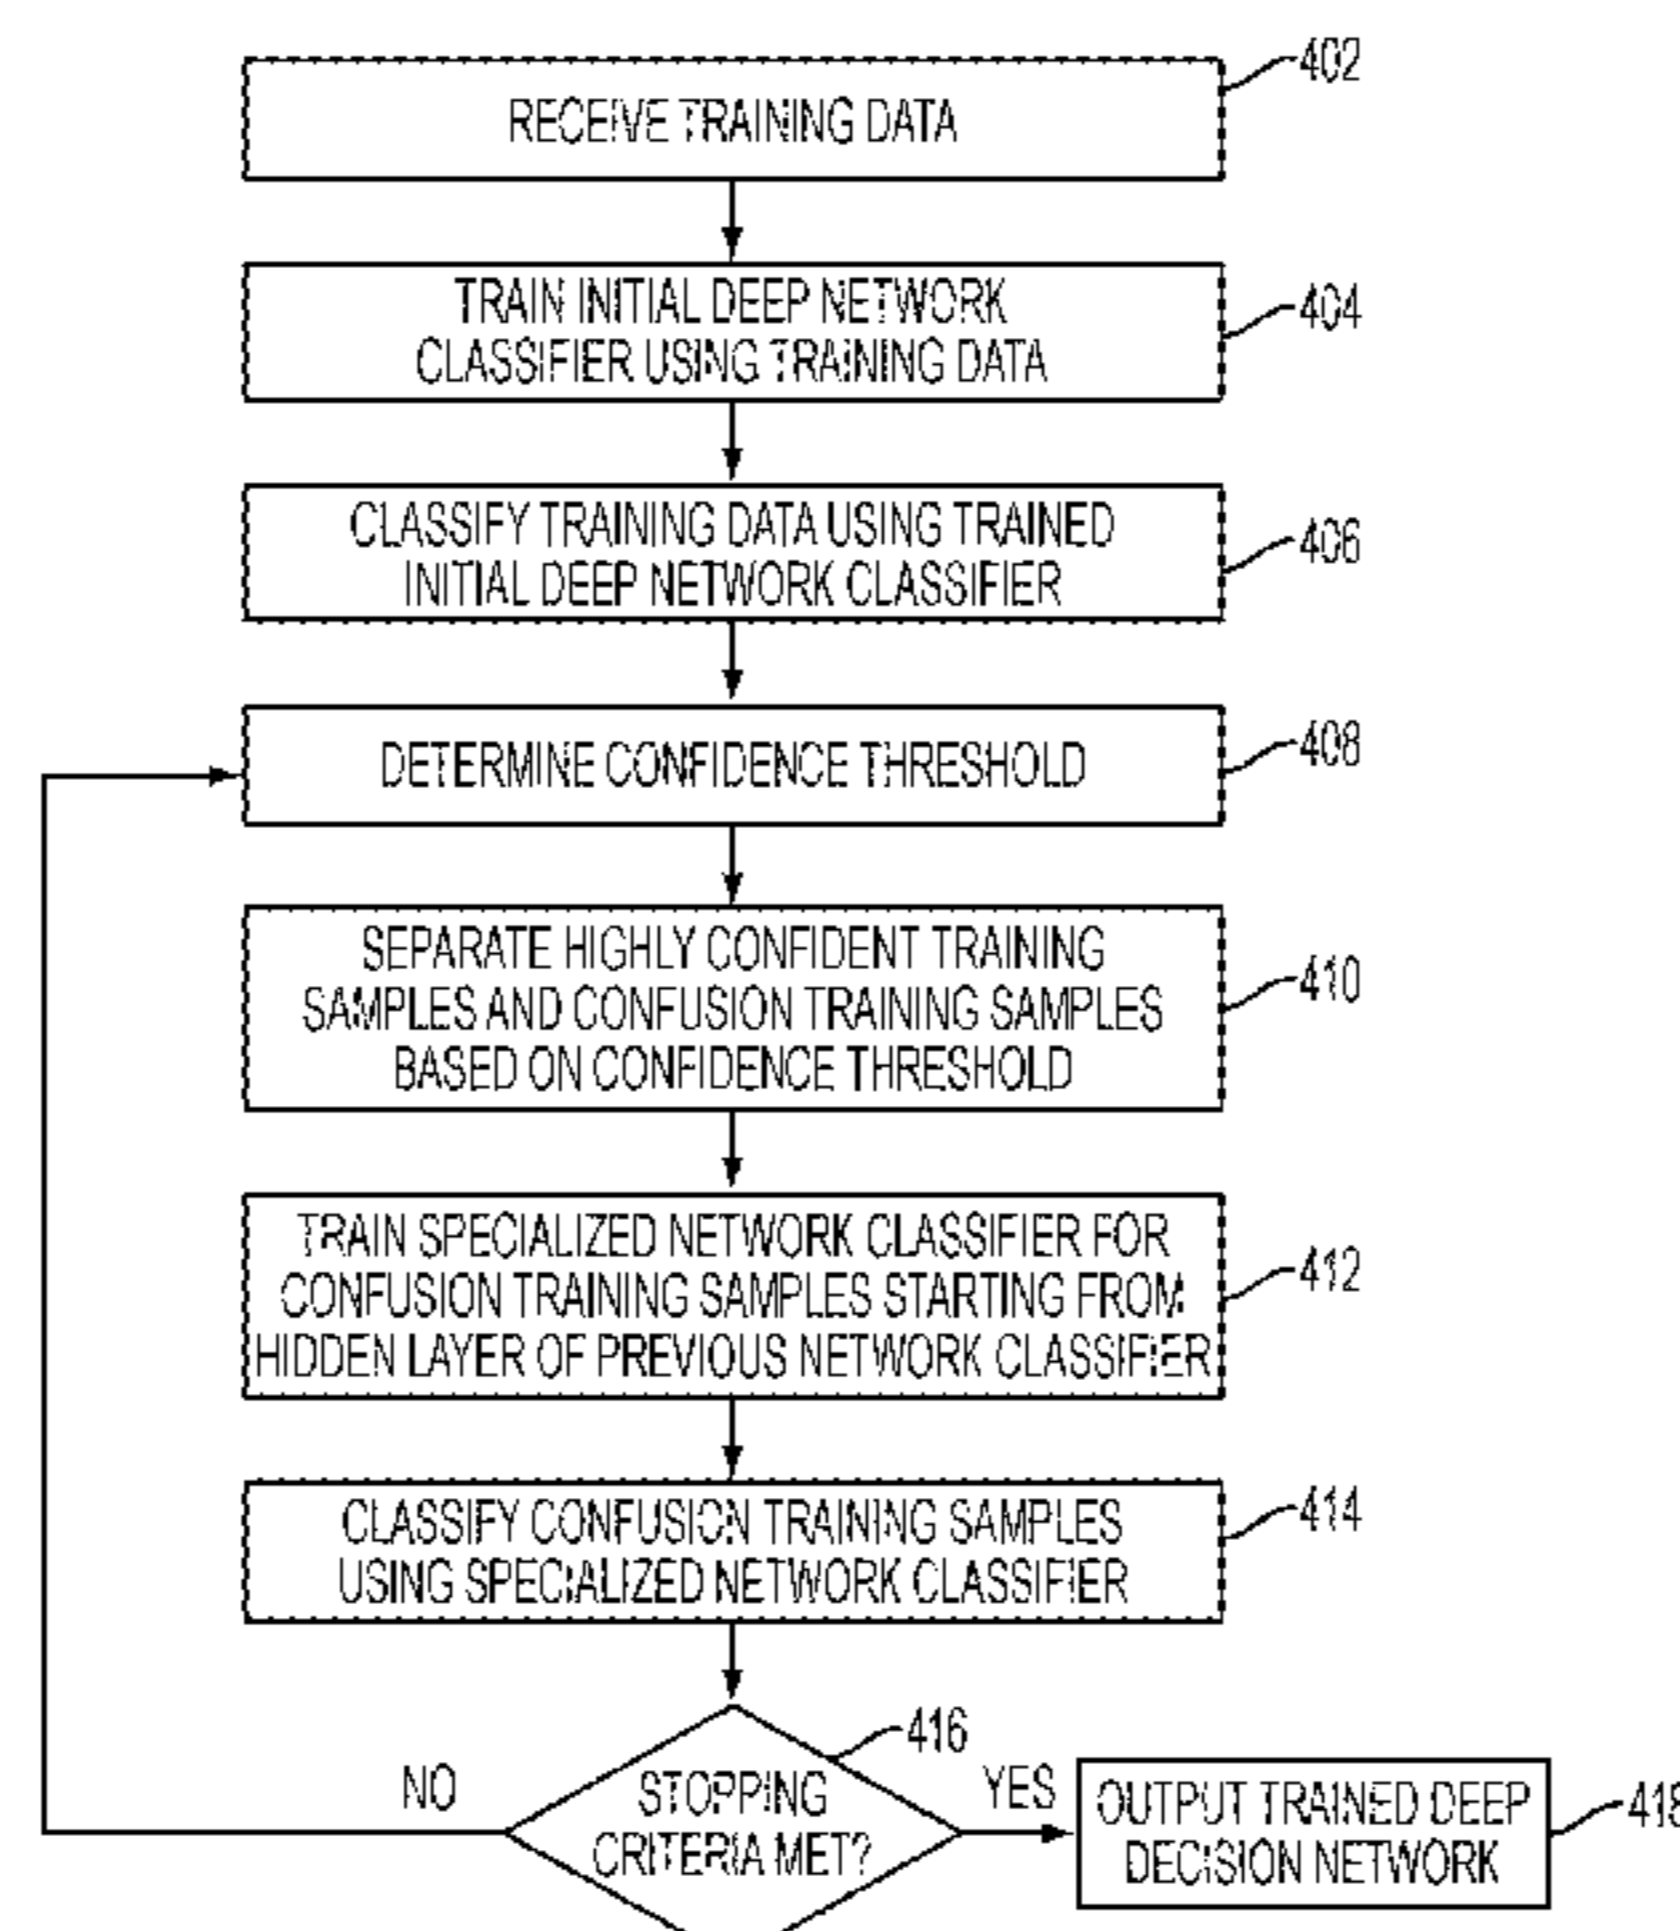 402
RECEIVE TRAINING DATA
TRAIN INITIAL DEEP NETWORK
CLASSIFIER USING TRAINING DATA
404
CLASSIFY TRAINING DATA USING TRAINED
INITIAL DEEP NETWORK CLASSIFIER
406
DETERMINE CONFIDENCE THRESHOLD
408
SEPARATE HIGHLY CONFIDENT TRAINING
SAMPLES AND CONFUSION TRAINING SAMPLES
BASED ON CONFIDENCE THRESHOLD
410
TRAIN SPECIALIZED NETWORK CLASSIFIER FOR
CONFUSION TRAINING SAMPLES STARTING FROM
HIDDEN LAYER OF PREVIOUS NETWORK CLASSIFIER
412
CLASSIFY CONFUSION TRAINING SAMPLES
USING SPECIALIZED NETWORK CLASSIFIER
414
416
NO
STOPPING
CRITERIA MET?
YES
OUTPUT TRAINED DEEP
DECISION NETWORK
418